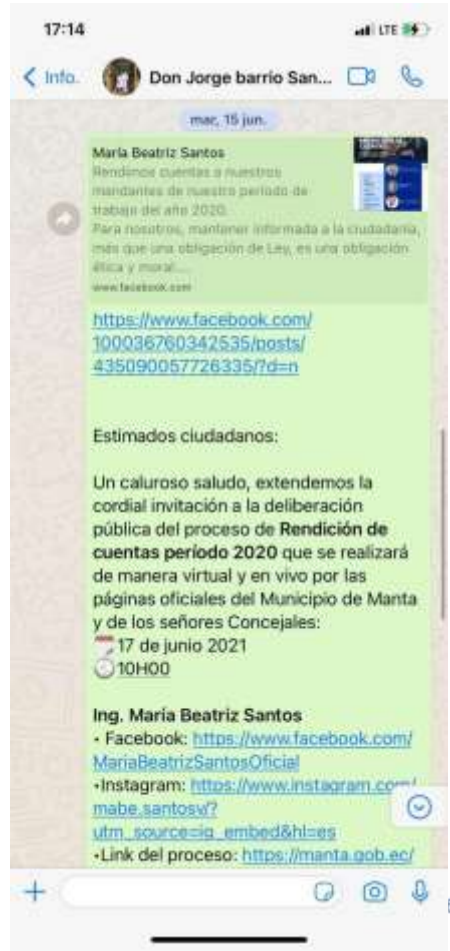 17:14
LTE
Info.
Don Jorge barrio San...
mar, 15 jun.
María Beatriz Santos
Rendimos cuentas a nuestros
mandantes de nuestro período de
trabajo del año 2020.
Para nosotros, mantener informada a la ciudadanía,
más que una obligación de Ley, es una obligación
ética y moral....
www.facebook.com
https://www.facebook.com/
100036760342535/posts/
435090057726335/?d=n
Estimados ciudadanos:
Un caluroso saludo, extendemos la
cordial invitación a la deliberación
pública del proceso de Rendición de
cuentas período 2020 que se realizará
de manera virtual y en vivo por las
páginas oficiales del Municipio de Manta
y de los señores Concejales:
17 de junio 2021
10H00
Ing. María Beatriz Santos
• Facebook: https://www.facebook.com/
MariaBeatrizSantosOficial
•Instagram: https://www.instagram.com/
mabe.santosv/?
utm_source=ig_embed&hl=es
•Link del proceso: https://manta.gob.ec/